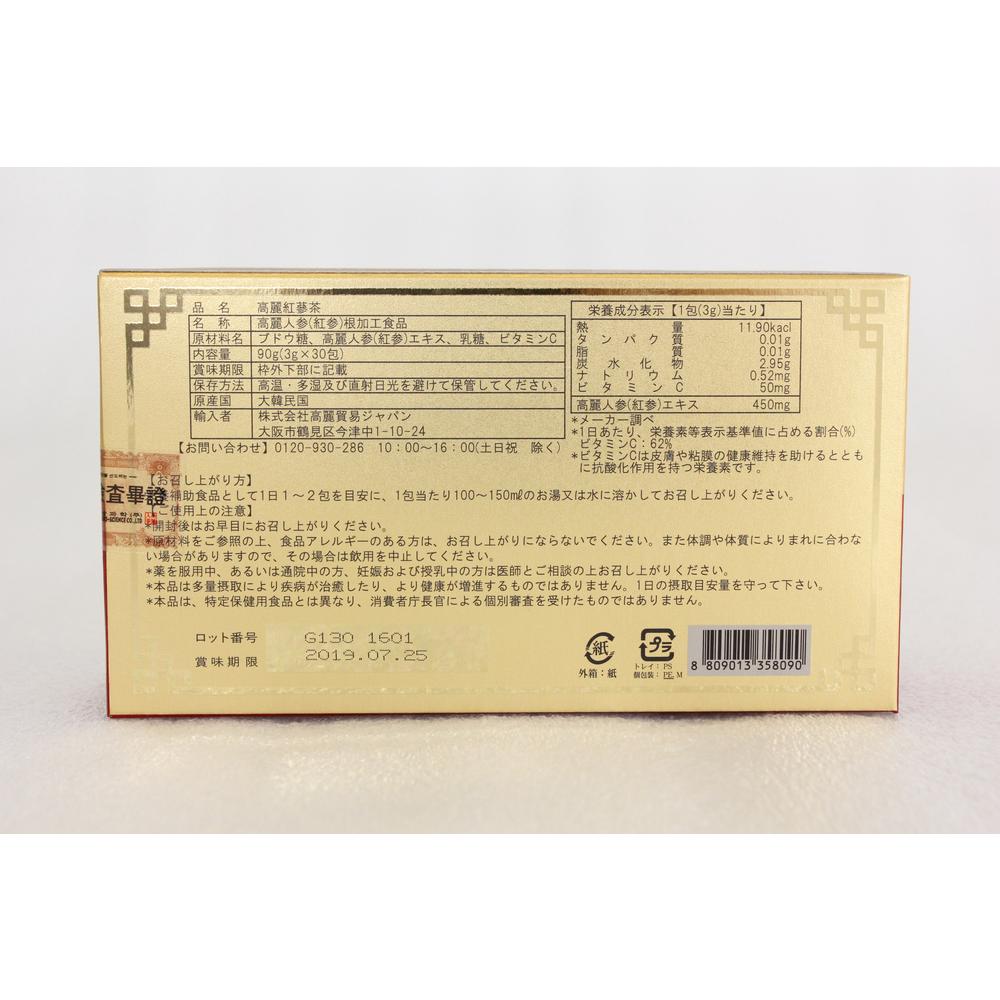 品名 高麗紅蔘茶
名称 高麗人参(紅参)根加工食品
原材料名 ブドウ糖、高麗人参(紅参)エキス、乳糖、ビタミンC
内容量 90g(3g×30包)
賞味期限 枠外下部に記載
保存方法 高温・多湿及び直射日光を避けて保管してください。
原産国 大韓民国
輸入者 株式会社高麗貿易ジャパン
大阪市鶴見区今津中1-10-24
【お問い合わせ】0120-930-286 10:00～16:00(土日祝 除く)
栄養成分表示【1包(3g)当たり】
熱量 11.90kacl
タンパク質 0.01g
脂質 0.01g
炭水化物 2.95g
ナトリウム 0.52mg
ビタミンC 50mg
高麗人参(紅参)エキス 450mg
*メーカー調べ
*1日あたり、栄養素等表示基準値に占める割合(%)
ビタミンC：62%
*ビタミンCは皮膚や粘膜の健康維持を助けるととも
に抗酸化作用を持つ栄養素です。
査畢證
【お召し上がり方】
補助食品として1日1～2包を目安に、1包当たり100～150mlのお湯又は水に溶かしてお召し上がりください。
ご使用上の注意】
*開封後はお早目にお召し上がりください。
*原材料をご参照の上、食品アレルギーのある方は、お召し上がりにならないでください。また体調や体質によりまれに合わな
い場合がありますので、その場合は飲用を中止してください。
*薬を服用中、あるいは通院中の方、妊娠および授乳中の方は医師とご相談の上お召し上がりください。
*本品は多量摂取により疾病が治癒したり、より健康が増進するものではありません。1日の摂取目安量を守って下さい。
*本品は、特定保健用食品とは異なり、消費者庁長官による個別審査を受けたものではありません。
ロット番号 G130 1601
賞味期限 2019.07.25
紙
外箱：紙
プラ
トレイ：PS
個包装：PE, M
8 809013 358090